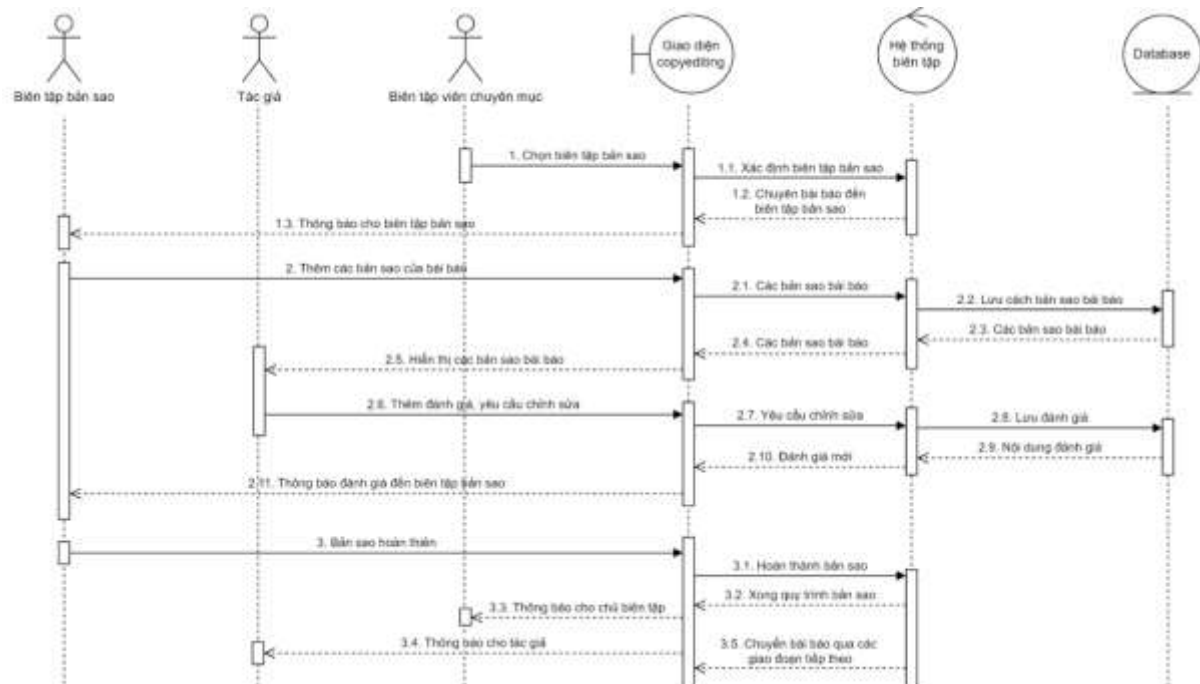 Giao diện
copyediting
Hệ thống
biên tập
Database
Biên tập bản sao
Tác giả
Biên tập viên chuyên mục
1. Chọn biên tập bản sao
1.1. Xác định biên tập bản sao
1.2. Chuyên bài báo đến
biên tập bản sao
1.3. Thông báo cho biên tập bản sao
2. Thêm các bản sao của bài báo
2.1. Các bản sao bài báo
2.2. Lưu cách bản sao bài báo
2.3. Các bản sao bài báo
2.4. Các bản sao bài báo
2.5. Hiển thị các bản sao bài báo
2.6. Thêm đánh giá, yêu cầu chỉnh sửa
2.7. Yêu cầu chỉnh sửa
2.8. Lưu đánh giá
2.9. Nội dung đánh giá
2.10. Đánh giá mới
2.11. Thông báo đánh giá đến biên tập bản sao
3. Bản sao hoàn thiện
3.1. Hoàn thành bản sao
3.2. Xong quy trình bản sao
3.3. Thông báo cho chủ biên tập
3.4. Thông báo cho tác giả
3.5. Chuyển bài báo qua các
giao đoạn tiếp theo